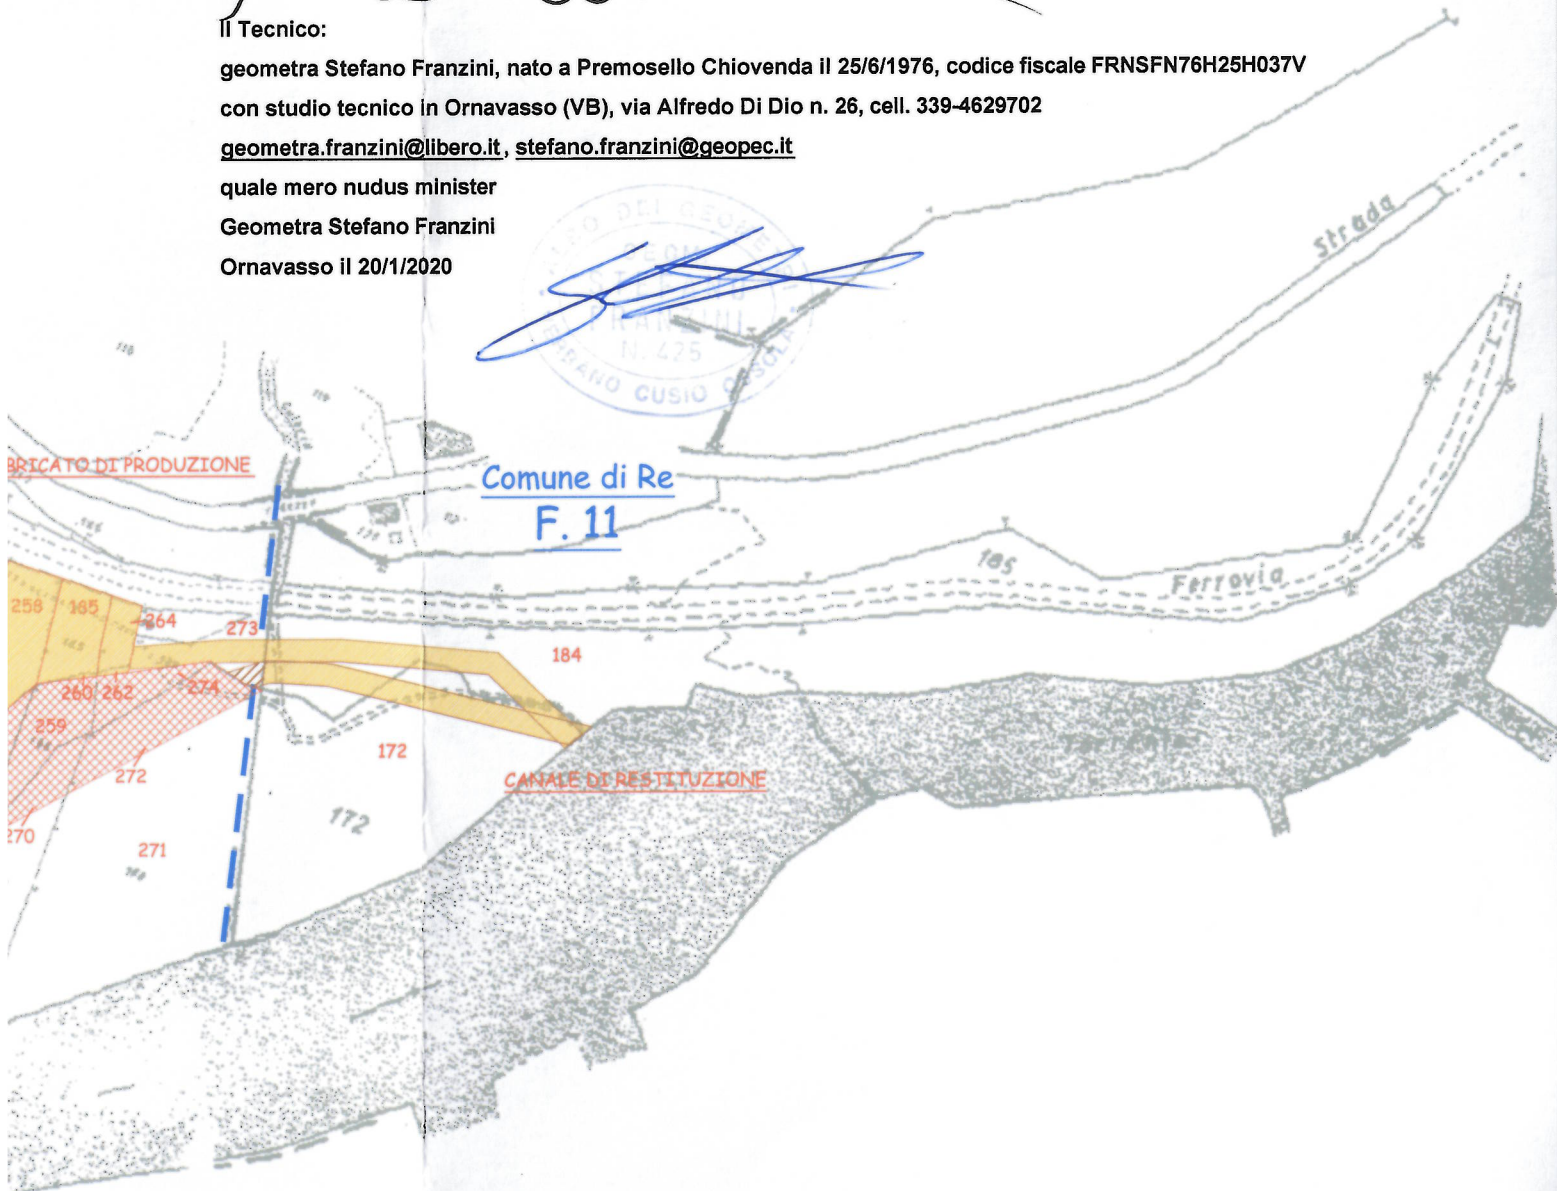 Il Tecnico:
geometra Stefano Franzini, nato a Premosello Chiovenda il 25/6/1976, codice fiscale FRNSFN76H25H037V
con studio tecnico in Ornavasso (VB), via Alfredo Di Dio n. 26, cell. 339-4629702
geometra.franzini@libero.it, stefano.franzini@geopec.it
quale mero nudus minister
Geometra Stefano Franzini
Ornavasso il 20/1/2020
GEOM.
FRANZINI
N. 425
CUSIO
Strada
BRICATO DI PRODUZIONE
Comune di Re
F. 11
185
Ferrovia
258
185
264
273
184
260
262
274
259
272
172
CANALE DI RESTITUZIONE
172
270
271